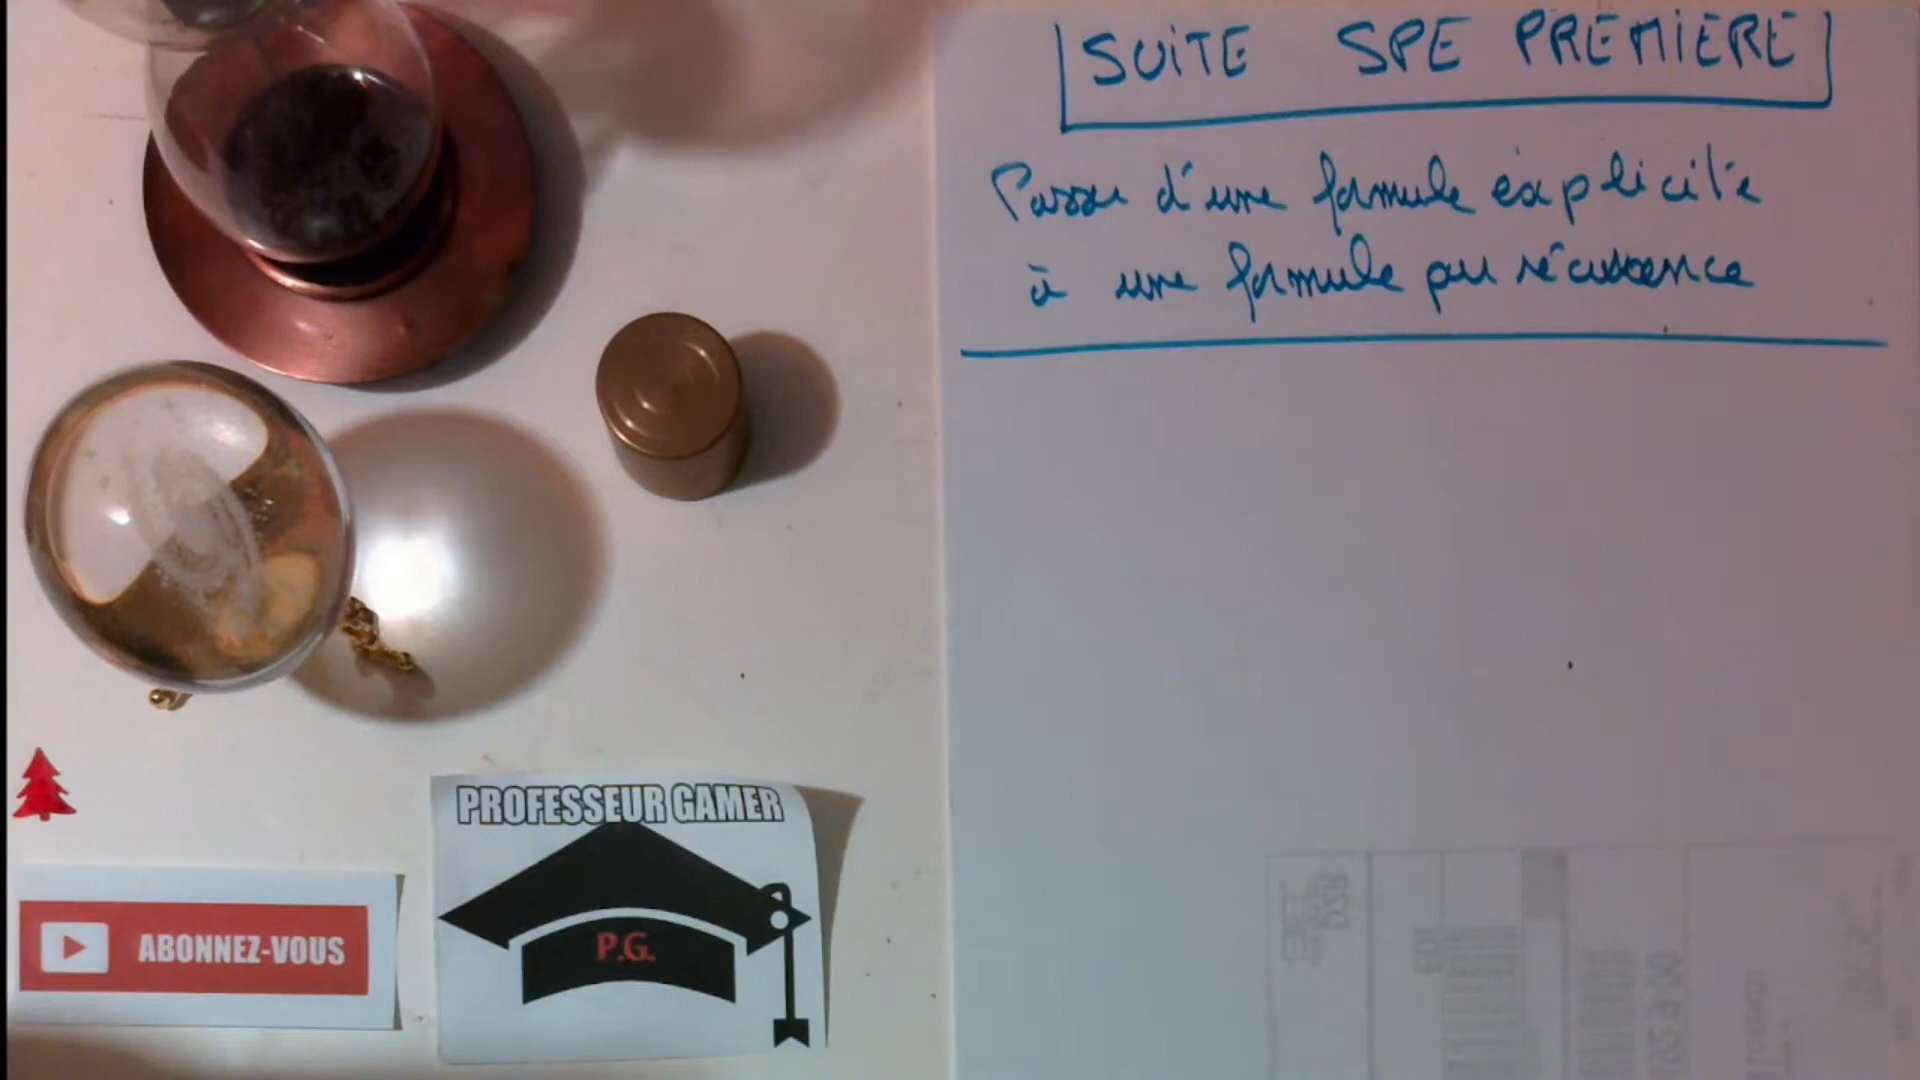 SUITE SPE PREMIERE
Passer d'une formule explicite
à une formule par récurrence
PROFESSEUR GAMER
P.G.
ABONNEZ-VOUS